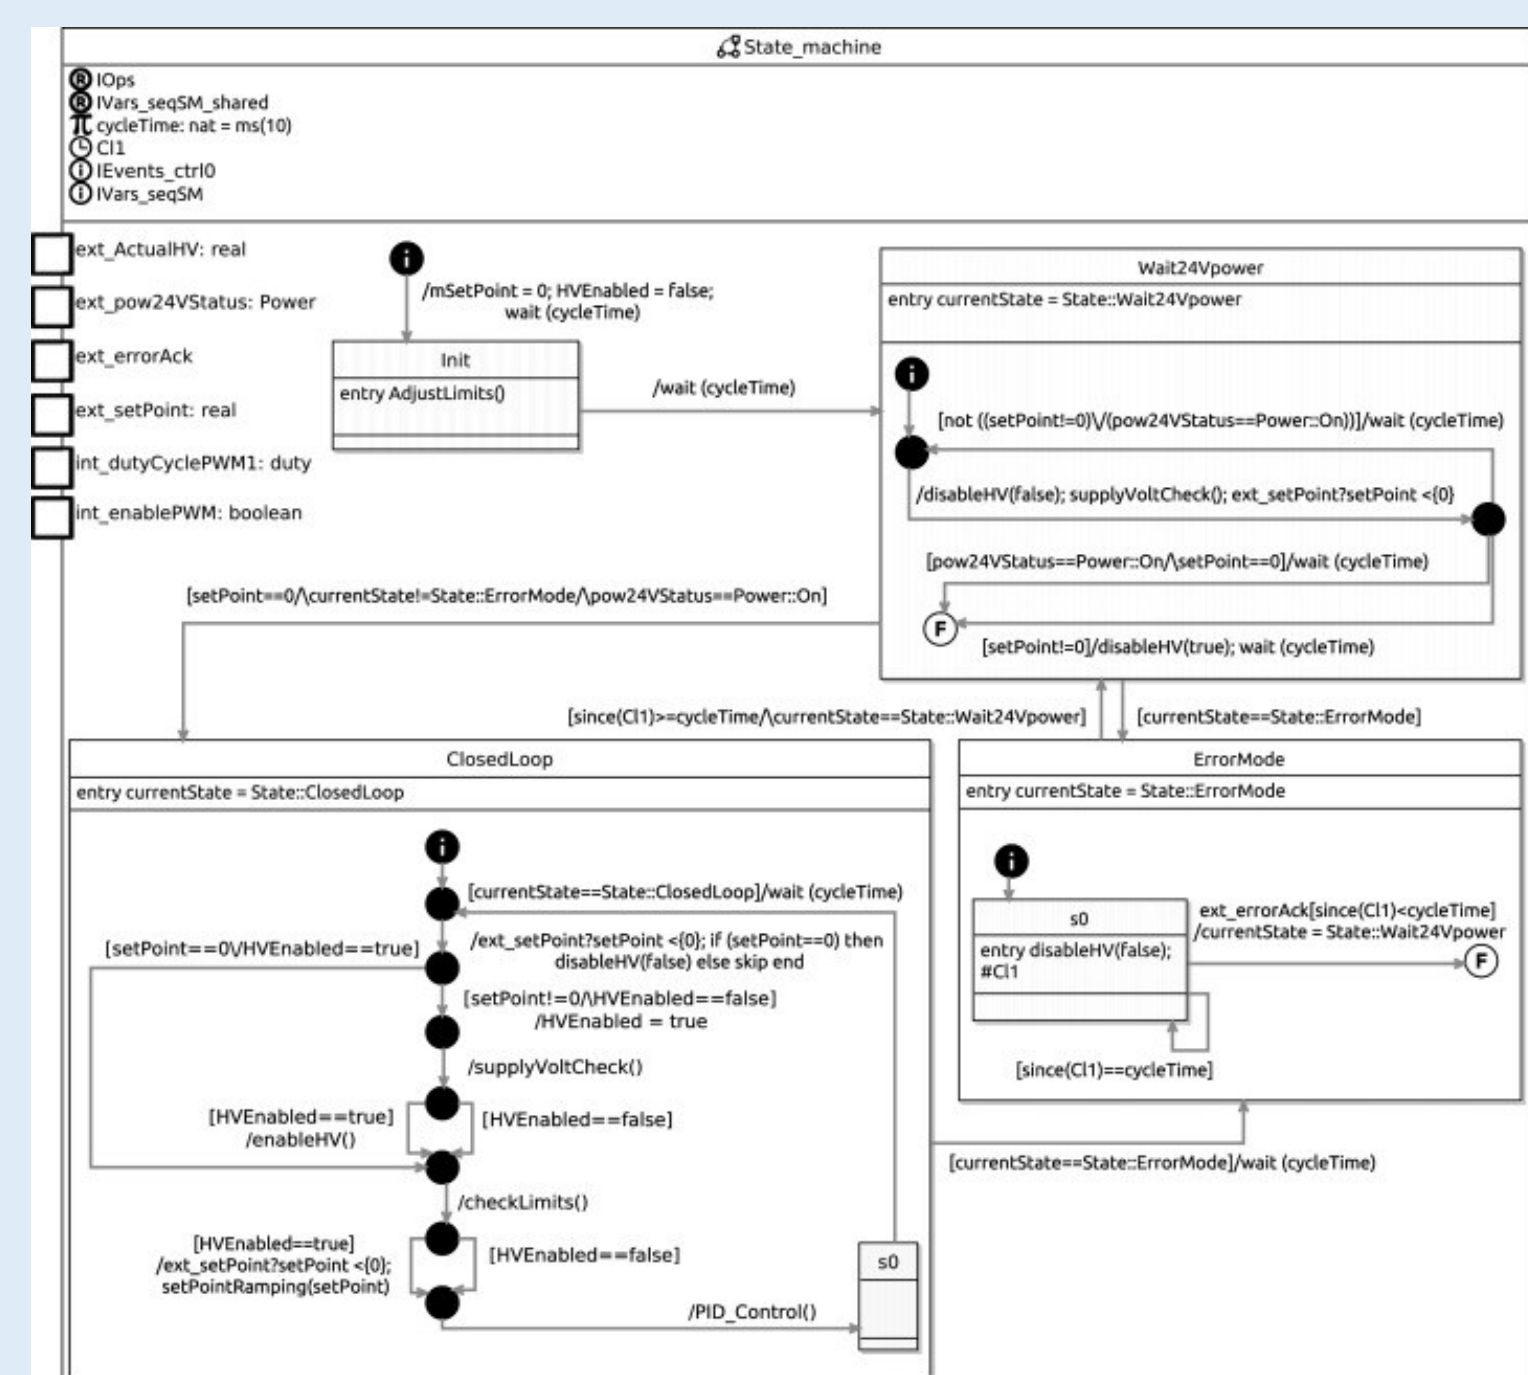 State_machine
R IOps
R IVars_seqSM_shared
π cycleTime: nat = ms(10)
Cl1
i IEvents_ctrl0
i IVars_seqSM
ext_ActualHV: real
ext_pow24VStatus: Power
ext_errorAck
ext_setPoint: real
int_dutyCyclePWM1: duty
int_enablePWM: boolean
i
/mSetPoint = 0; HVEnabled = false;
wait (cycleTime)
Init
entry AdjustLimits()
/wait (cycleTime)
Wait24Vpower
entry currentState = State::Wait24Vpower
i
[not ((setPoint!=0)\/(pow24VStatus==Power::On))]/wait (cycleTime)
/disableHV(false); supplyVoltCheck(); ext_setPoint?setPoint <{0}
[pow24VStatus==Power::On/\setPoint==0]/wait (cycleTime)
F
[setPoint!=0]/disableHV(true); wait (cycleTime)
[setPoint==0/\currentState!=State::ErrorMode/\pow24VStatus==Power::On]
[since(Cl1)>=cycleTime/\currentState==State::Wait24Vpower]
[currentState==State::ErrorMode]
ClosedLoop
entry currentState = State::ClosedLoop
i
[currentState==State::ClosedLoop]/wait (cycleTime)
/ext_setPoint?setPoint <{0}; if (setPoint==0) then
disableHV(false) else skip end
[setPoint==0\/HVEnabled==true]
[setPoint!=0/\HVEnabled==false]
/HVEnabled = true
/supplyVoltCheck()
[HVEnabled==true]
/enableHV()
[HVEnabled==false]
/checkLimits()
[HVEnabled==true]
/ext_setPoint?setPoint <{0};
setPointRamping(setPoint)
[HVEnabled==false]
/PID_Control()
s0
ErrorMode
entry currentState = State::ErrorMode
i
s0
entry disableHV(false);
#Cl1
ext_errorAck[since(Cl1)<cycleTime]
/currentState = State::Wait24Vpower
F
[since(Cl1)==cycleTime]
[currentState==State::ErrorMode]/wait (cycleTime)